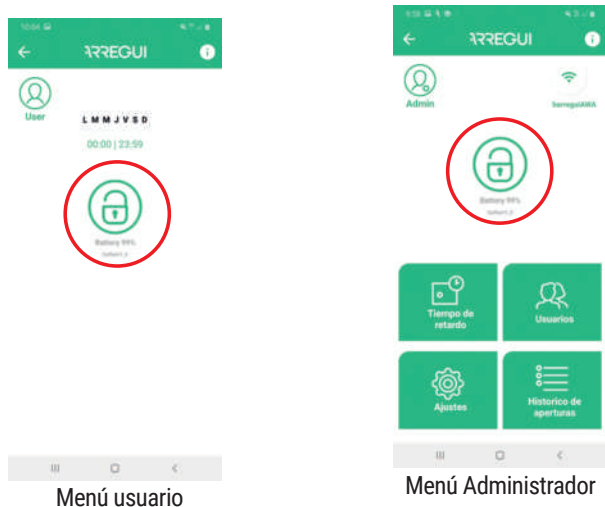 ARREGUI
User
L M M J V S D
00:00 | 23:59
Battery 99%
Menú usuario
ARREGUI
Admin
Battery 99%
Tiempo de
retardo
Usuarios
Ajustes
Historico de
aperturas
Menú Administrador